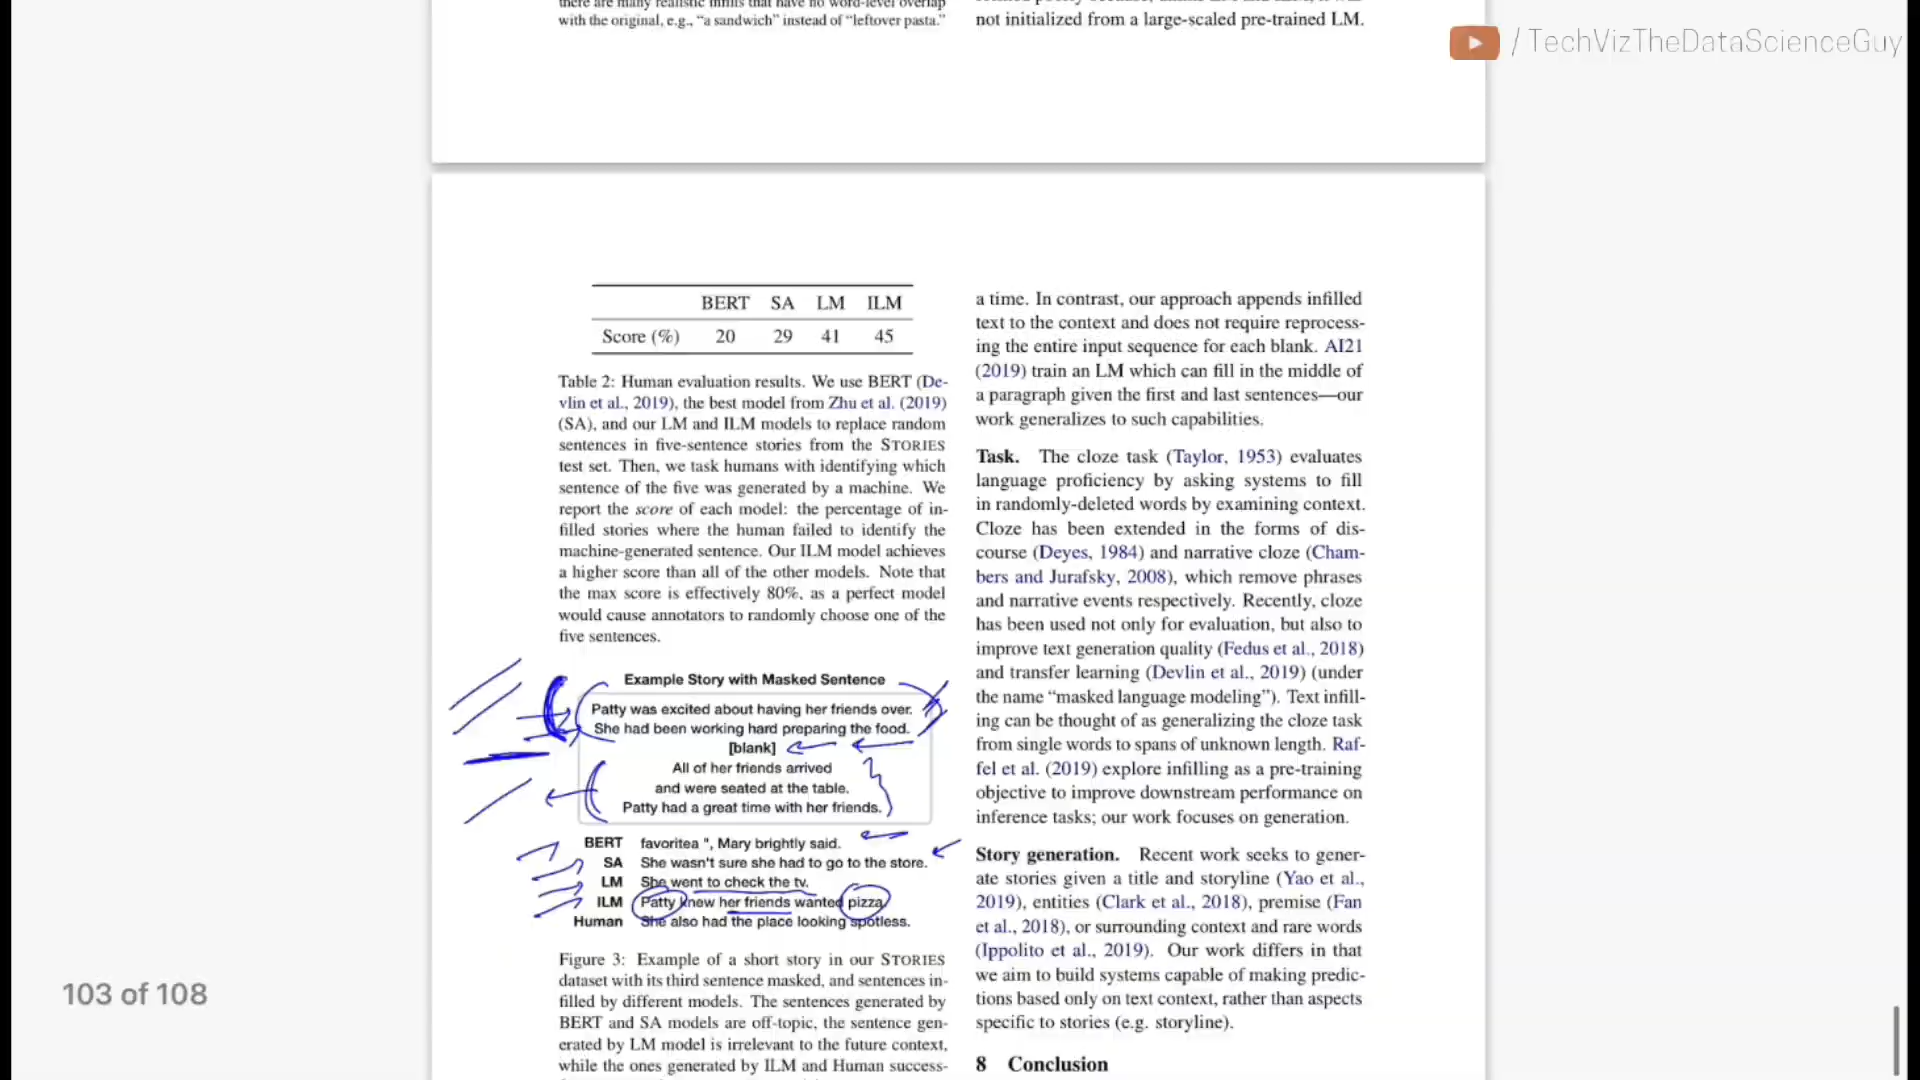 there are many realistic infills that have no word-level overlap
with the original, e.g., “a sandwich” instead of “leftover pasta.”
not initialized from a large-scaled pre-trained LM.
/ TechVizTheDataScienceGuy
BERT SA LM ILM
Score (%) 20 29 41 45
Table 2: Human evaluation results. We use BERT (De-
vlin et al., 2019), the best model from Zhu et al. (2019)
(SA), and our LM and ILM models to replace random
sentences in five-sentence stories from the STORIES
test set. Then, we task humans with identifying which
sentence of the five was generated by a machine. We
report the score of each model: the percentage of in-
filled stories where the human failed to identify the
machine-generated sentence. Our ILM model achieves
a higher score than all of the other models. Note that
the max score is effectively 80%, as a perfect model
would cause annotators to randomly choose one of the
five sentences.
Example Story with Masked Sentence
Patty was excited about having her friends over.
She had been working hard preparing the food.
[blank]
All of her friends arrived
and were seated at the table.
Patty had a great time with her friends.
BERT favoritea ", Mary brightly said.
SA She wasn't sure she had to go to the store.
LM She went to check the tv.
ILM Patty knew her friends wanted pizza.
Human She also had the place looking spotless.
Figure 3: Example of a short story in our STORIES
dataset with its third sentence masked, and sentences in-
filled by different models. The sentences generated by
BERT and SA models are off-topic, the sentence gen-
erated by LM model is irrelevant to the future context,
while the ones generated by ILM and Human success-
a time. In contrast, our approach appends infilled
text to the context and does not require reprocess-
ing the entire input sequence for each blank. AI21
(2019) train an LM which can fill in the middle of
a paragraph given the first and last sentences—our
work generalizes to such capabilities.
Task. The cloze task (Taylor, 1953) evaluates
language proficiency by asking systems to fill
in randomly-deleted words by examining context.
Cloze has been extended in the forms of dis-
course (Deyes, 1984) and narrative cloze (Cham-
bers and Jurafsky, 2008), which remove phrases
and narrative events respectively. Recently, cloze
has been used not only for evaluation, but also to
improve text generation quality (Fedus et al., 2018)
and transfer learning (Devlin et al., 2019) (under
the name “masked language modeling”). Text infill-
ing can be thought of as generalizing the cloze task
from single words to spans of unknown length. Raf-
fel et al. (2019) explore infilling as a pre-training
objective to improve downstream performance on
inference tasks; our work focuses on generation.
Story generation. Recent work seeks to gener-
ate stories given a title and storyline (Yao et al.,
2019), entities (Clark et al., 2018), premise (Fan
et al., 2018), or surrounding context and rare words
(Ippolito et al., 2019). Our work differs in that
we aim to build systems capable of making predic-
tions based only on text context, rather than aspects
specific to stories (e.g. storyline).
8 Conclusion
103 of 108